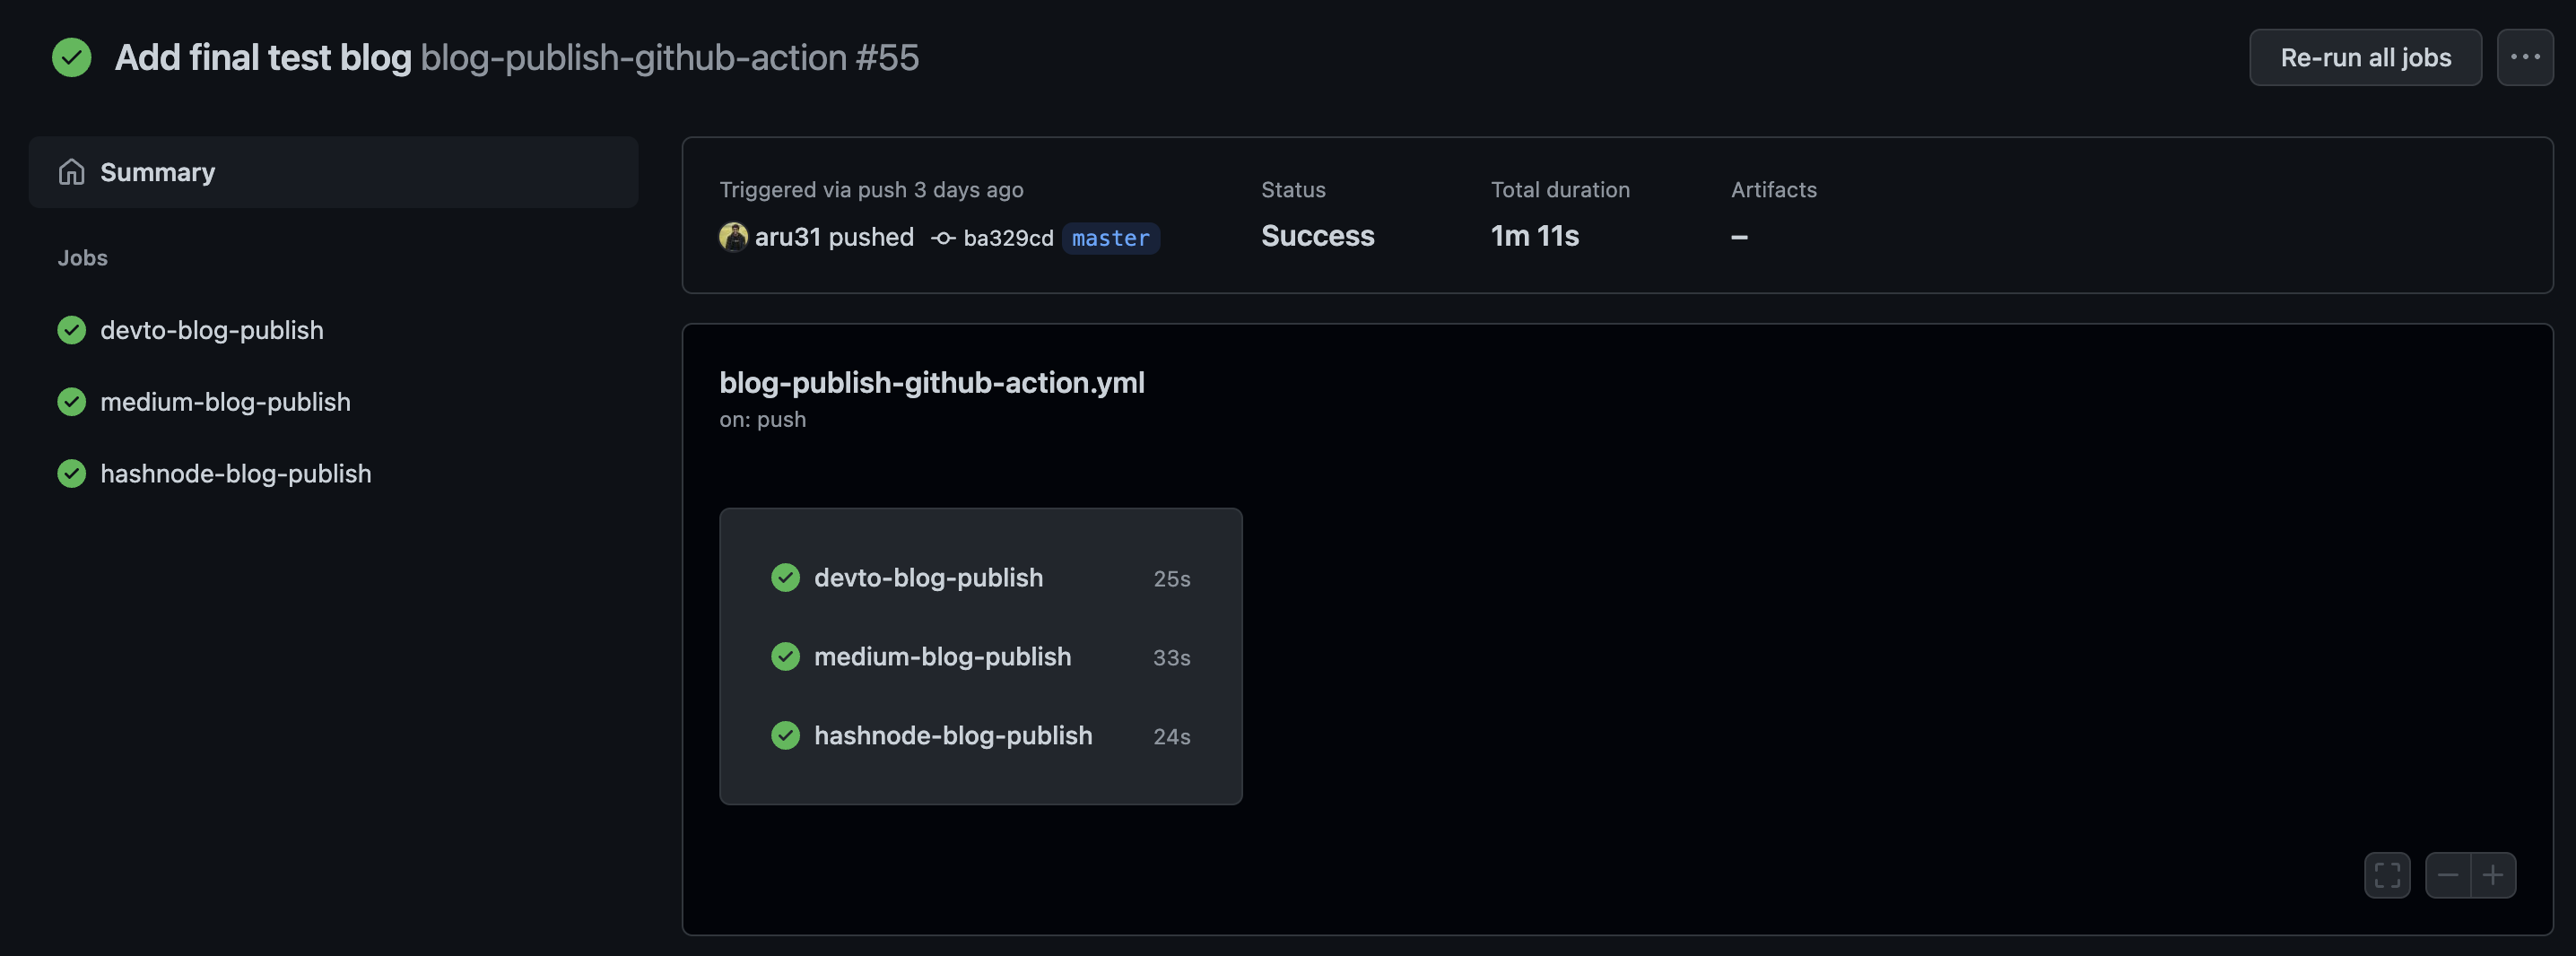 Add final test blog blog-publish-github-action #55
Re-run all jobs
Summary
Jobs
devto-blog-publish
medium-blog-publish
hashnode-blog-publish
Triggered via push 3 days ago
aru31 pushed ba329cd master
Status
Success
Total duration
1m 11s
Artifacts
–
blog-publish-github-action.yml
on: push
devto-blog-publish 25s
medium-blog-publish 33s
hashnode-blog-publish 24s